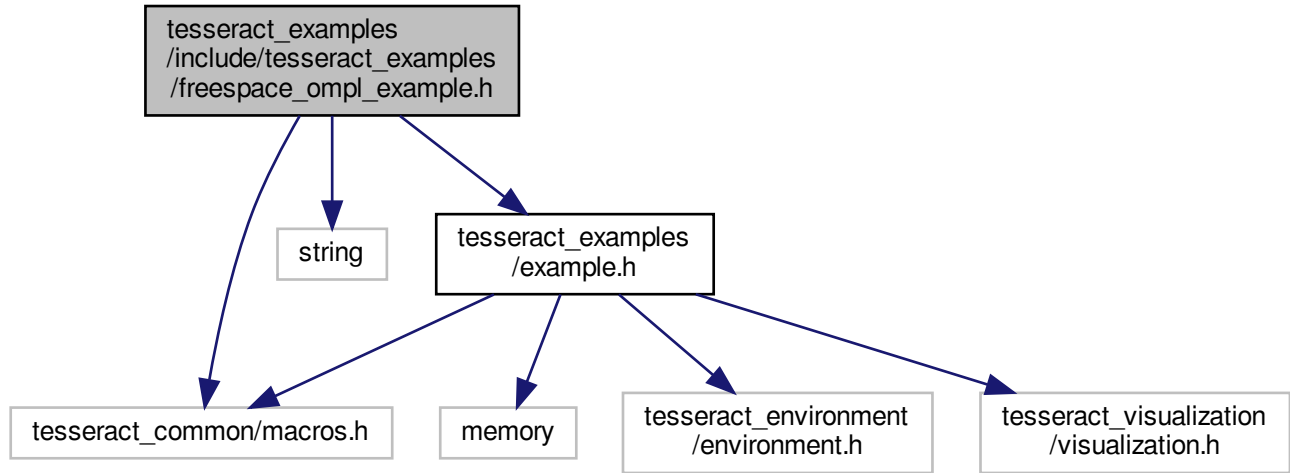 tesseract_examples
/include/tesseract_examples
/freespace_ompl_example.h
string
tesseract_examples
/example.h
tesseract_common/macros.h
memory
tesseract_environment
/environment.h
tesseract_visualization
/visualization.h